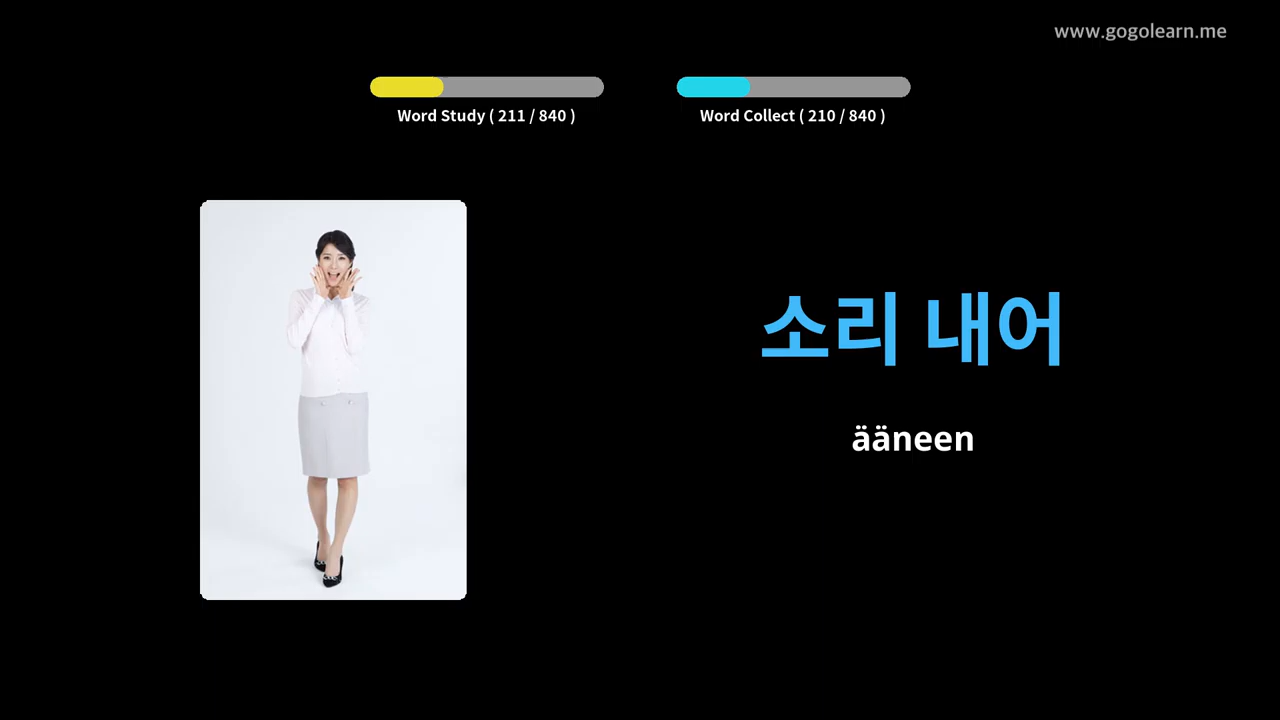 www.gogolearn.me
Word Study ( 211 / 840 )
Word Collect ( 210 / 840 )
소리 내어
ääneen